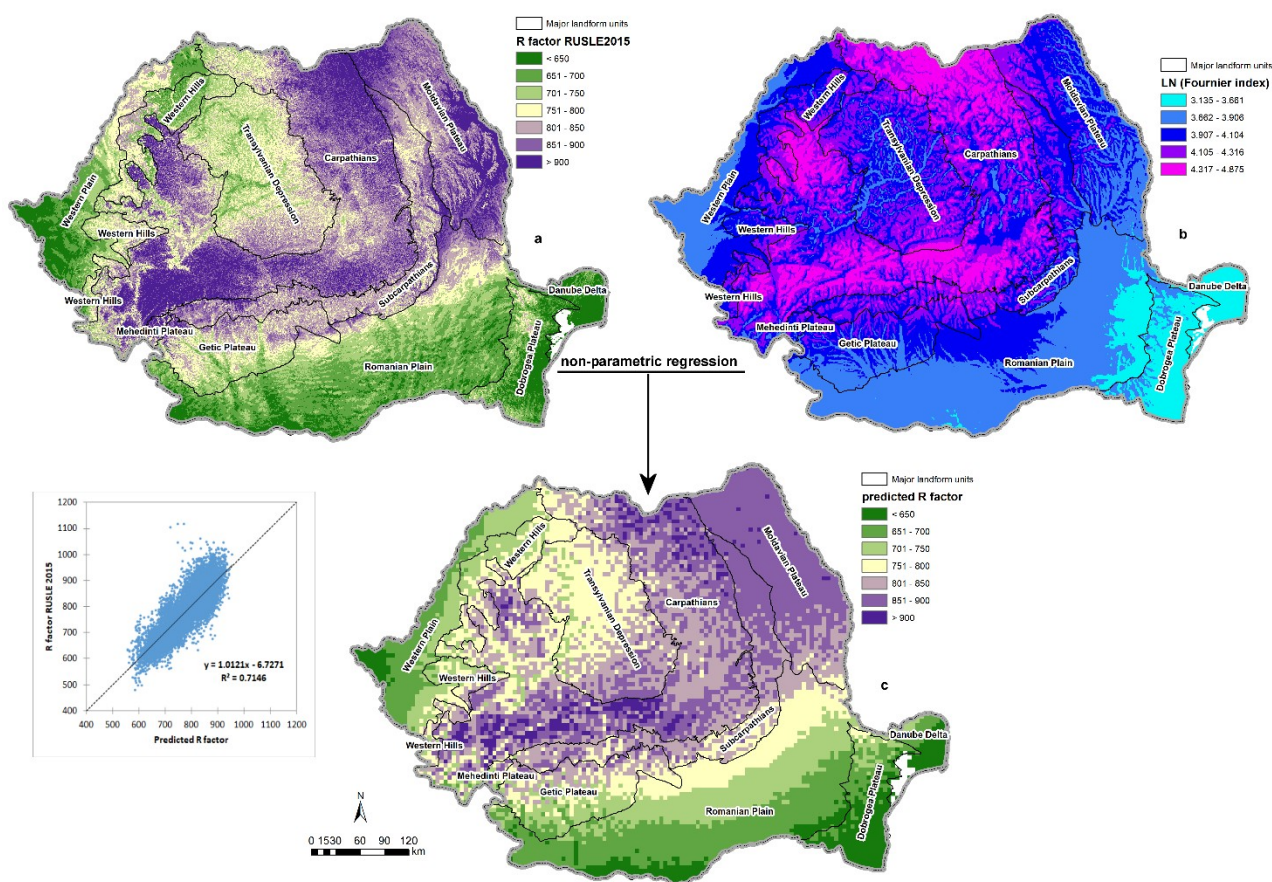 Major landform units
R factor RUSLE2015
< 650
651 - 700
701 - 750
751 - 800
801 - 850
851 - 900
> 900
Western Hills
Moldavian Plateau
Carpathians
Transylvanian Depression
Western Plain
Western Hills
a
Western Hills
Subcarpathians
Danube Delta
Mehedinti Plateau
Getic Plateau
Romanian Plain
Dobrogea Plateau
Major landform units
LN (Fournier index)
3.135 - 3.661
3.662 - 3.906
3.907 - 4.104
4.105 - 4.316
4.317 - 4.875
Western Hills
Moldavian Plateau
Transylvanian Depression
Carpathians
Western Plain
Western Hills
b
Western Hills
Subcarpathians
Danube Delta
Mehedinti Plateau
Getic Plateau
Romanian Plain
Dobrogea Plateau
non-parametric regression
R factor RUSLE 2015
1200
1100
1000
900
800
700
600
500
400
y = 1.0121x - 6.7271
R² = 0.7146
400 500 600 700 800 900 1000 1100 1200
Predicted R factor
Major landform units
predicted R factor
< 650
651 - 700
701 - 750
751 - 800
801 - 850
851 - 900
> 900
Western Hills
Moldavian Plateau
Carpathians
Transylvanian Depression
Western Plain
Western Hills
c
Western Hills
Subcarpathians
Danube Delta
Mehedinti Plateau
Getic Plateau
Romanian Plain
Dobrogea Plateau
N
0 1530 60 90 120
km